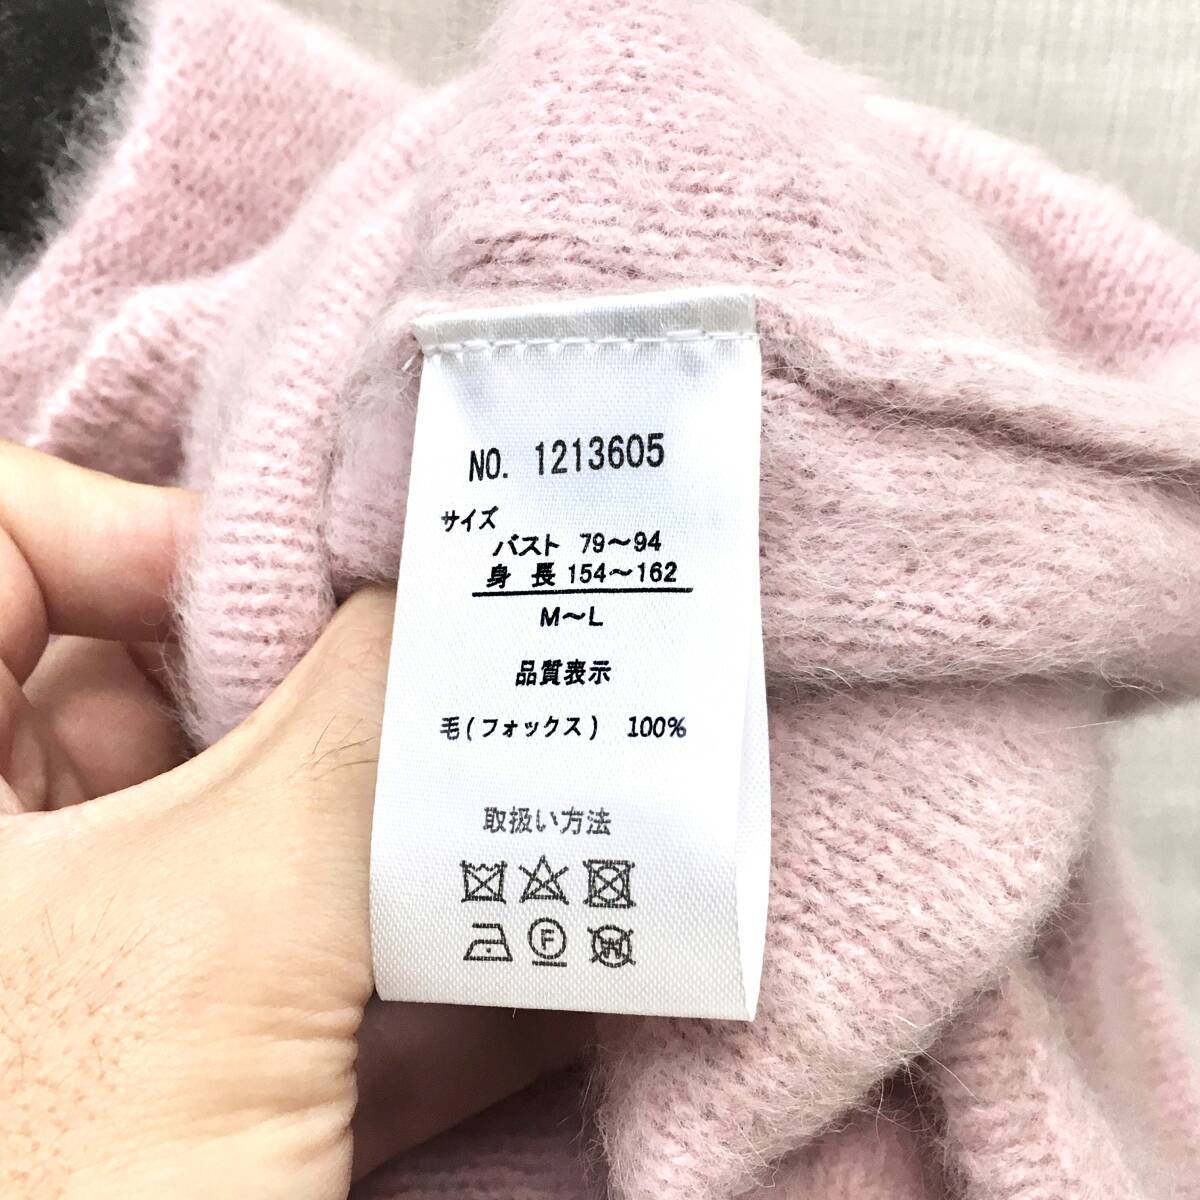 NO. 1213605
サイズ
バスト 79〜94
身 長 154〜162
M〜L
品質表示
毛(フォックス) 100%
取扱い方法
F
W